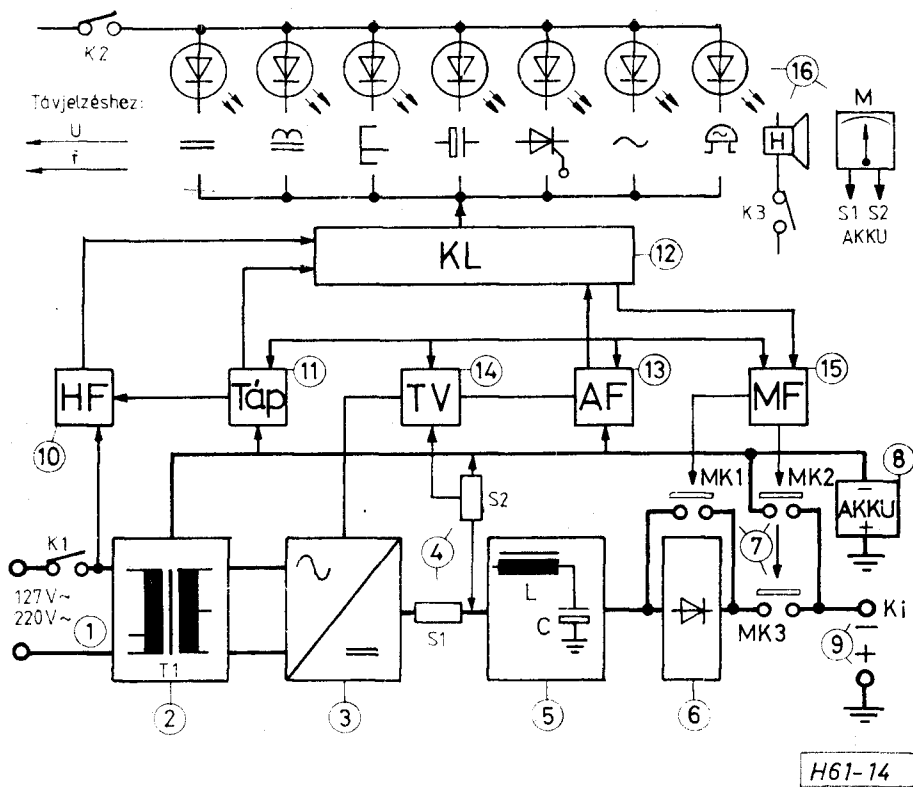 K2
Távjelzéshez:
U
f
16
M
H
K3
S1 S2
AKKU
KL
12
11
14
13
15
HF
Táp
TV
AF
MF
10
8
S2
MK1
MK2
AKKU
-
+
K1
4
7
127V~
220V~
1
L
C
S1
MK3
Ki
-
+
9
T1
2
3
5
6
H61-14